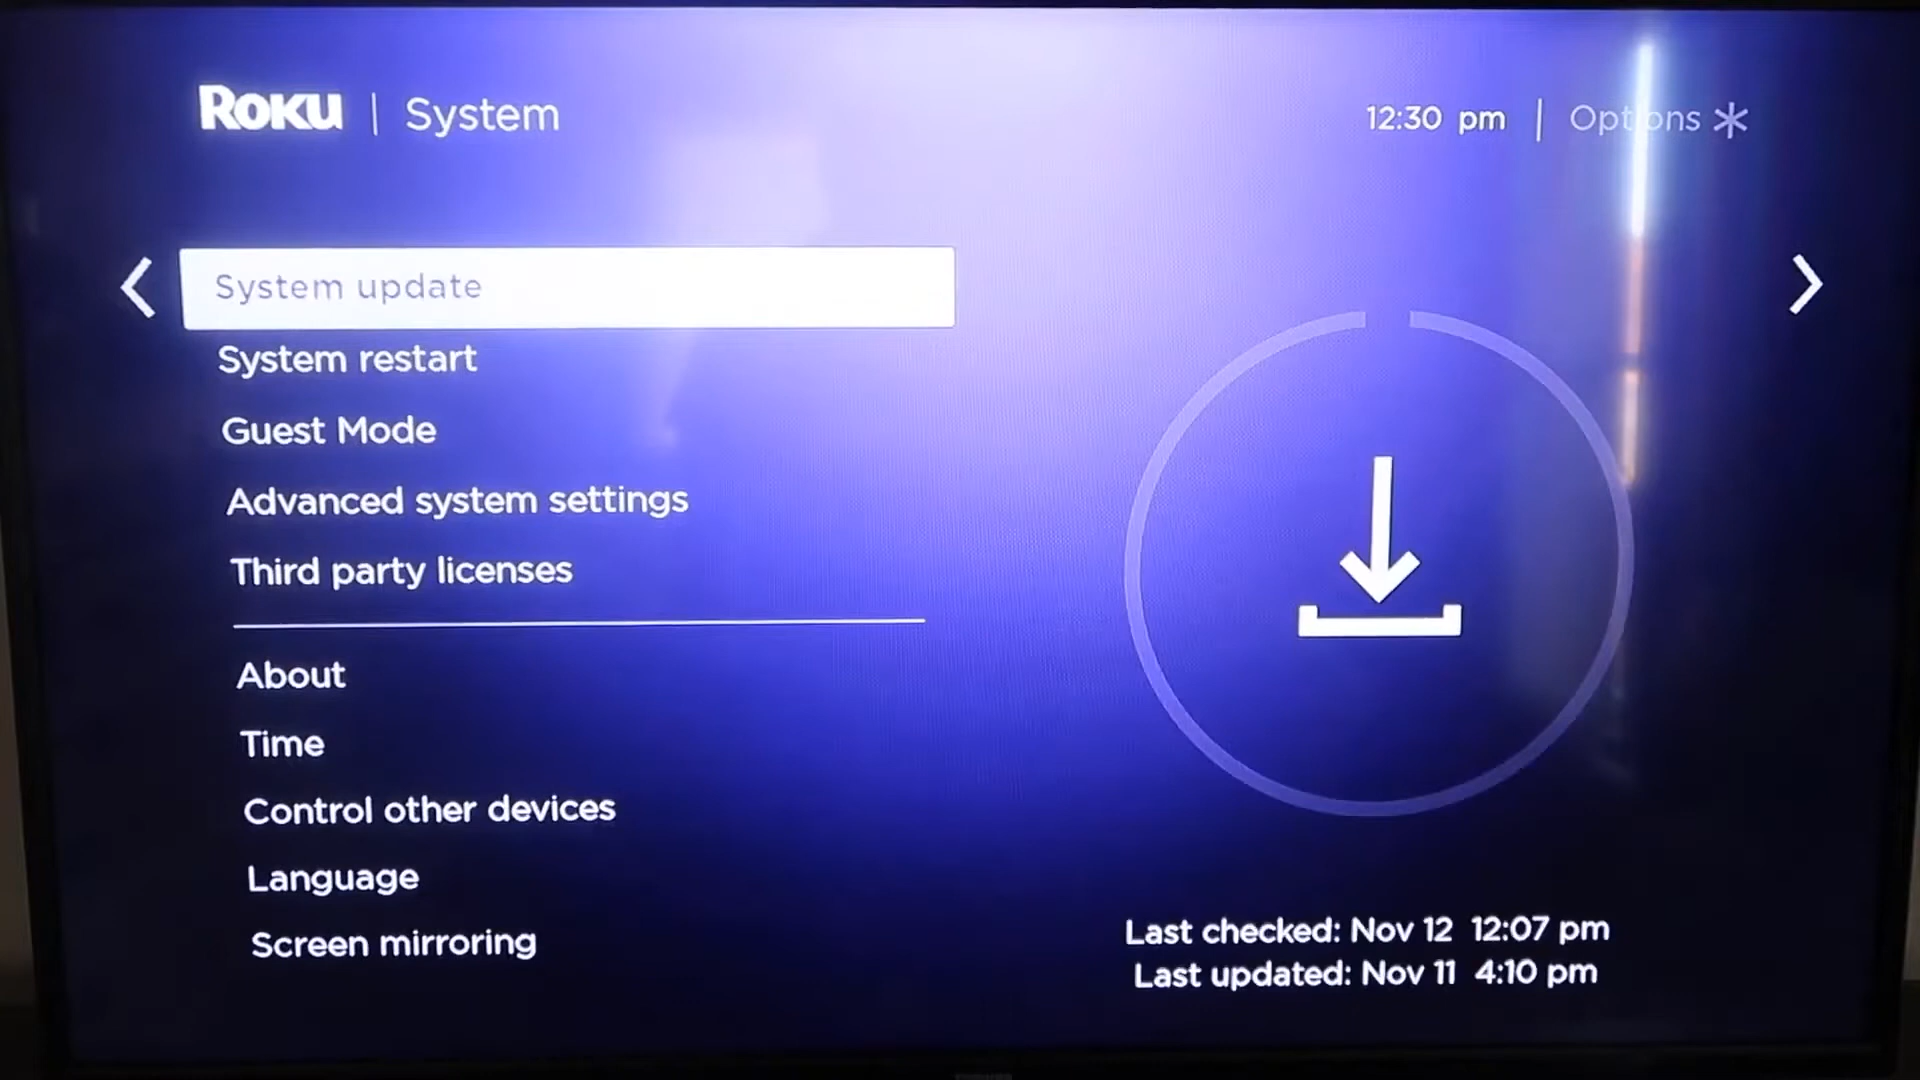 Roku | System
12:30 pm | Options
System update
System restart
Guest Mode
Advanced system settings
Third party licenses
About
Time
Control other devices
Language
Screen mirroring
Last checked: Nov 12 12:07 pm
Last updated: Nov 11 4:10 pm